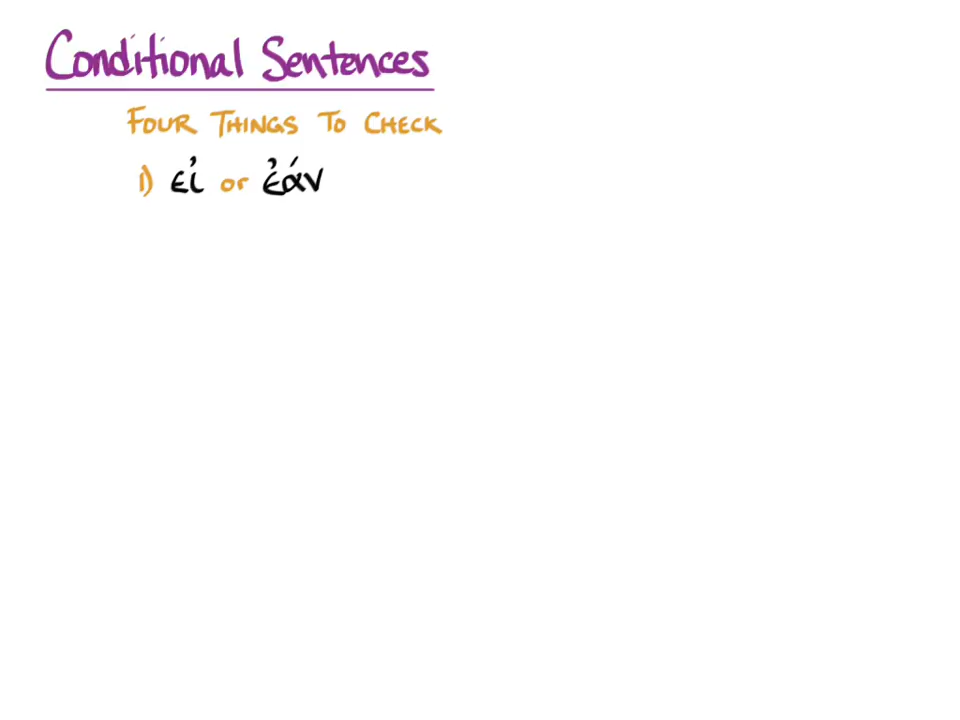 Conditional Sentences
FOUR THINGS TO CHECK
1) εἰ or ἐάν